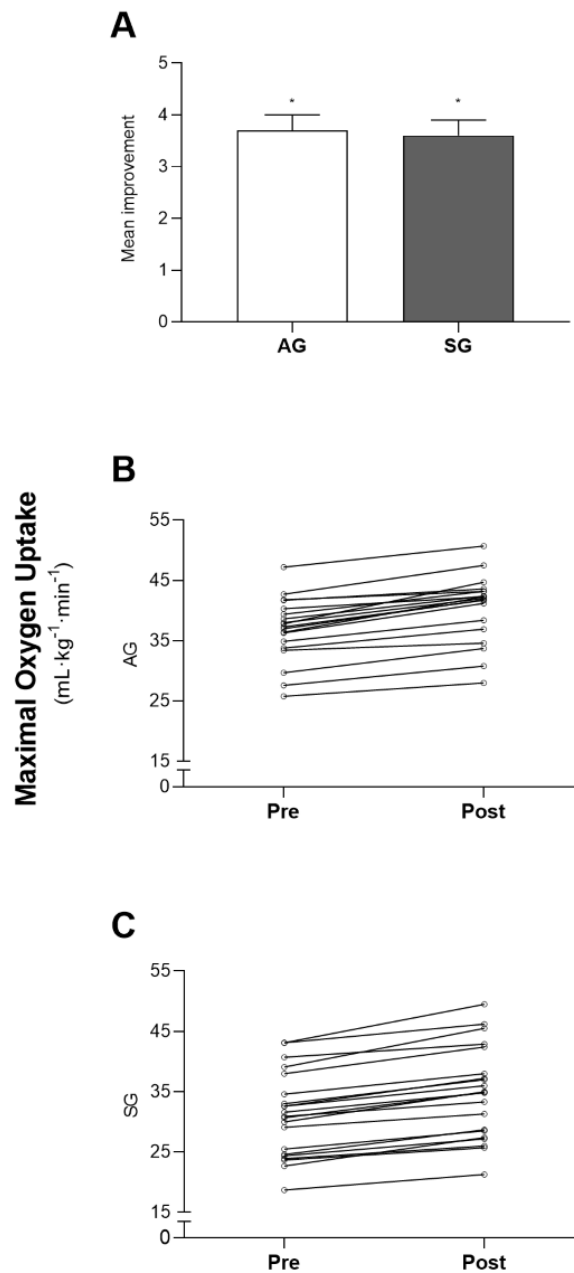 A
5
4
3
2
1
0
Mean improvement
* *
AG SG
Maximal Oxygen Uptake
(mL·kg⁻¹·min⁻¹)
B
55
45
35
25
15
0
AG
Pre Post
C
55
45
35
25
15
0
SG
Pre Post